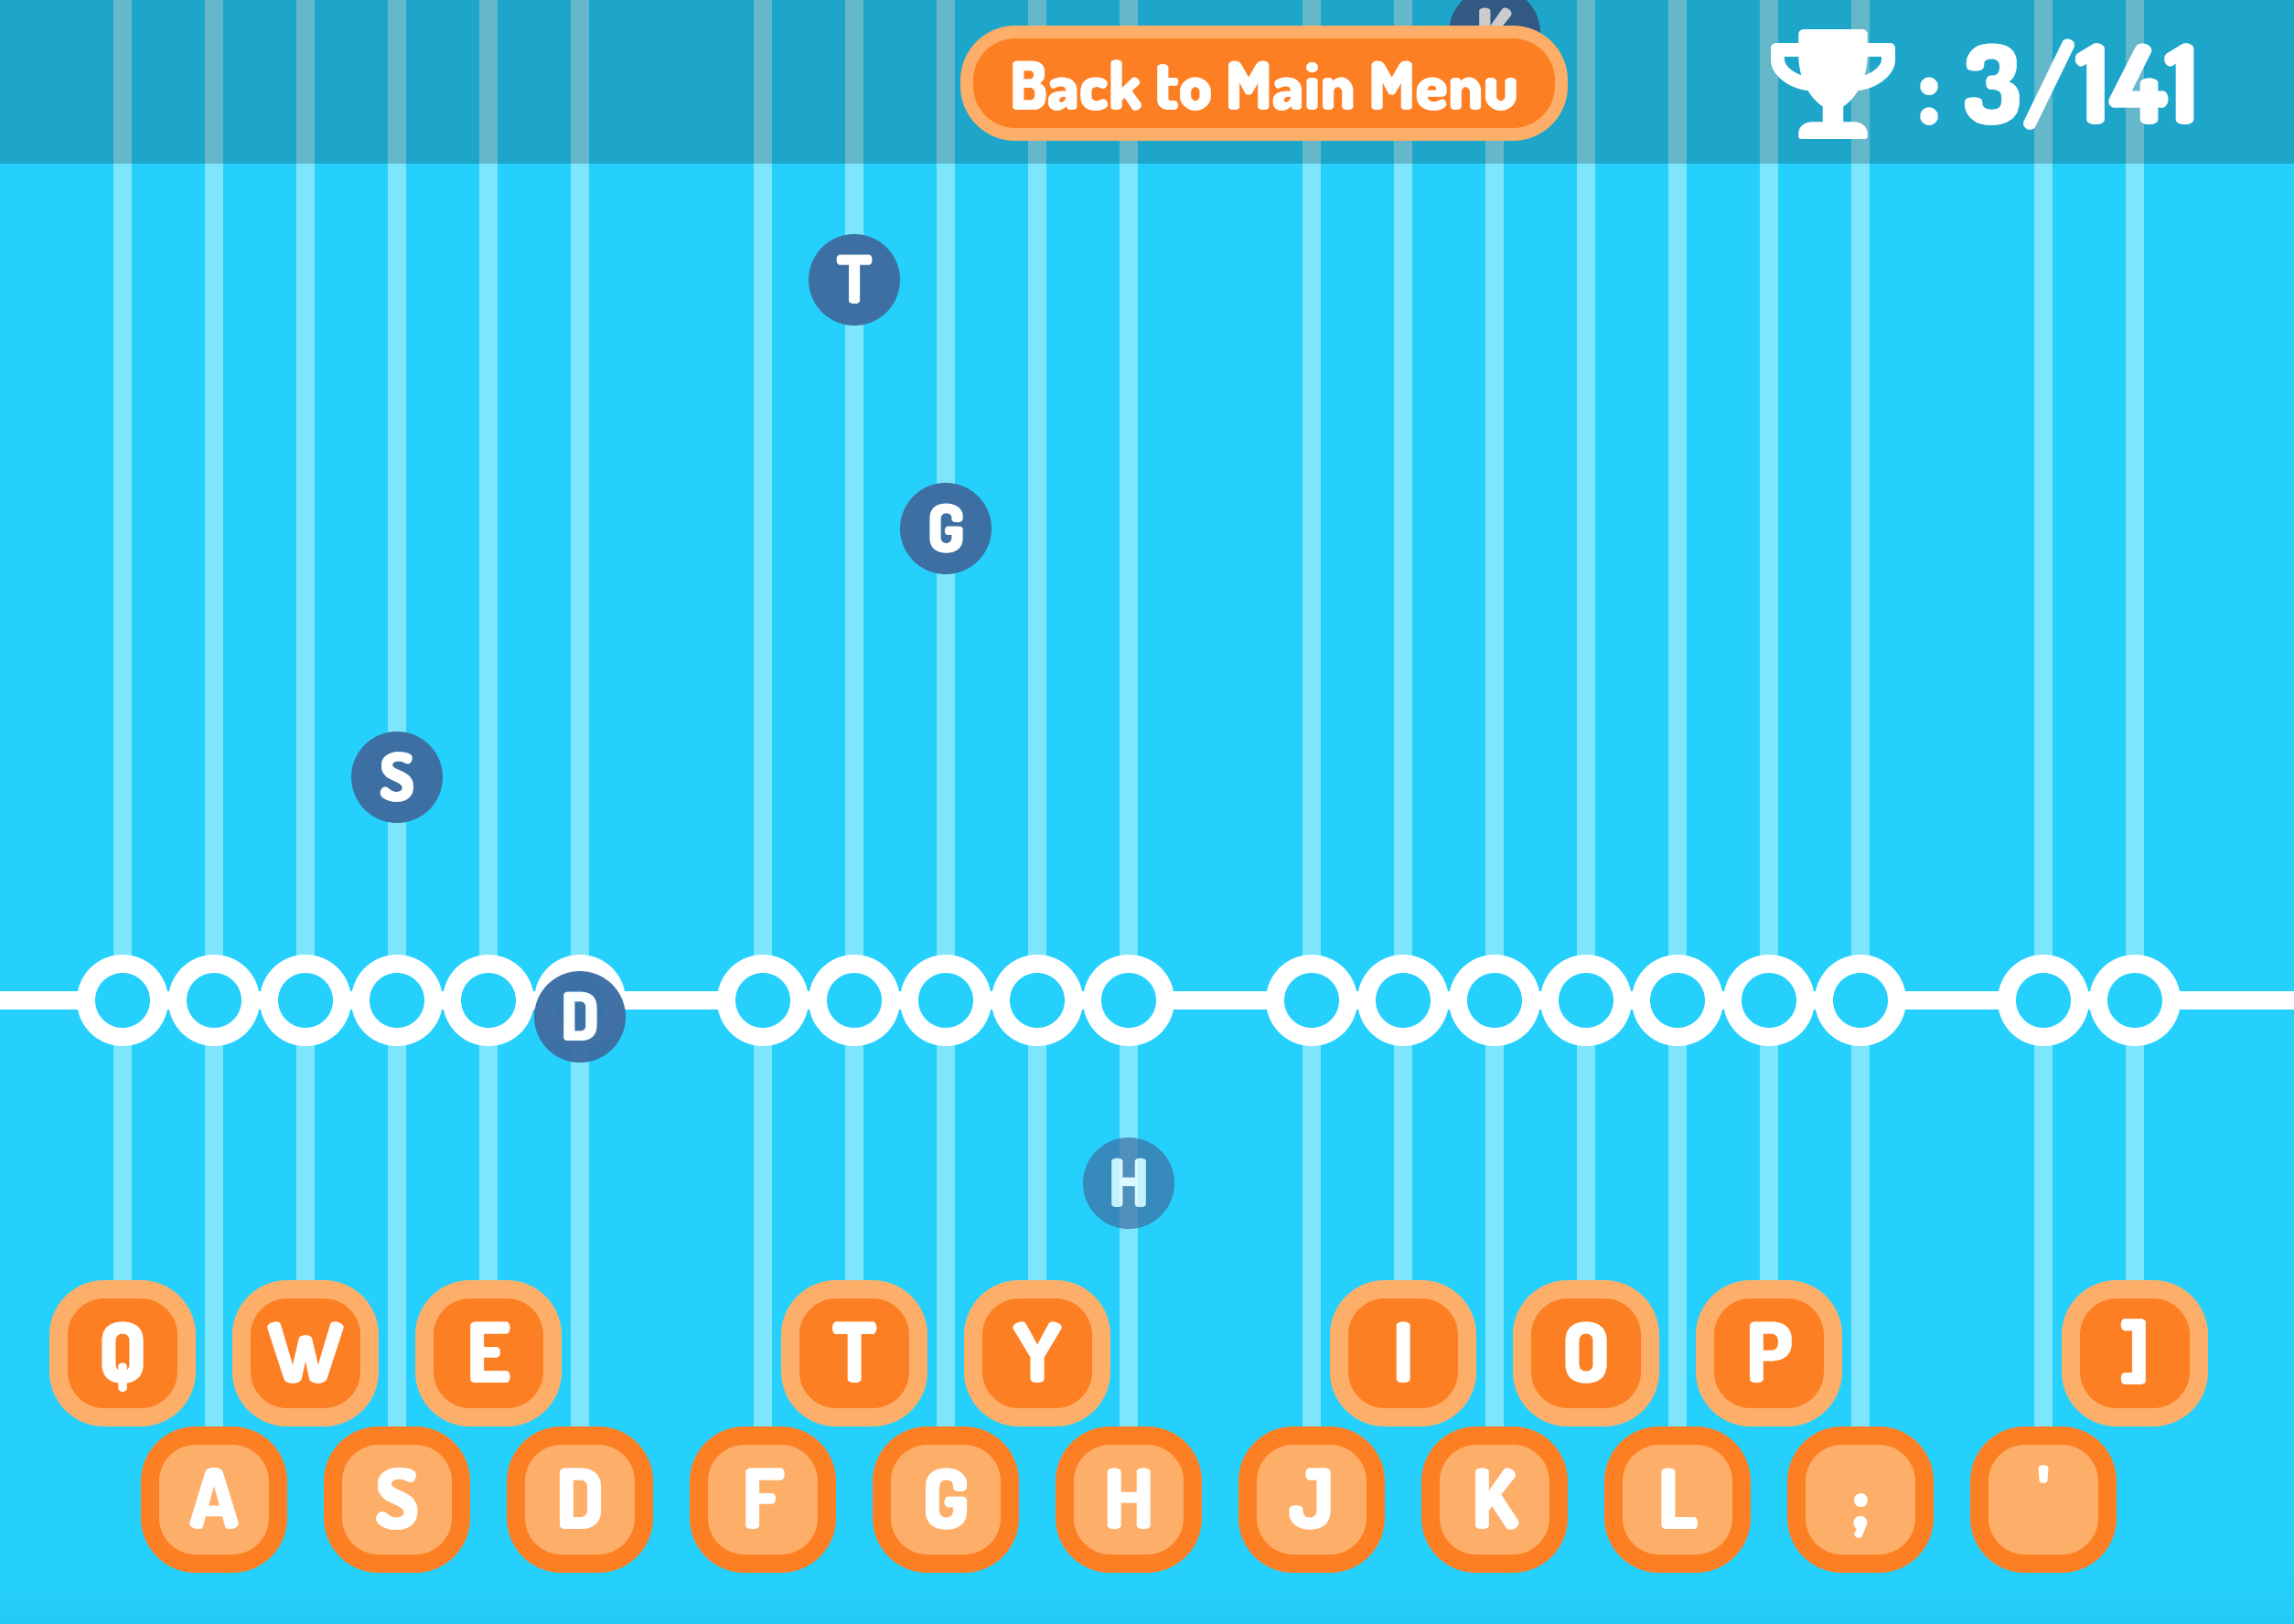 K
Back to Main Menu
: 3/141
T
G
S
D
H
Q W E T Y I O P ]
A S D F G H J K L ; '